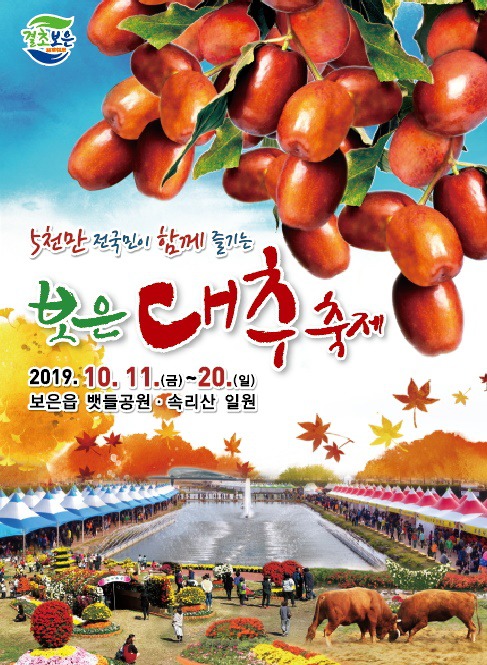 결초보은
5천만 전국민이 함께 즐기는
보은 대추 축제
2019. 10. 11.(금)~20.(일)
보은읍 뱃들공원·속리산 일원